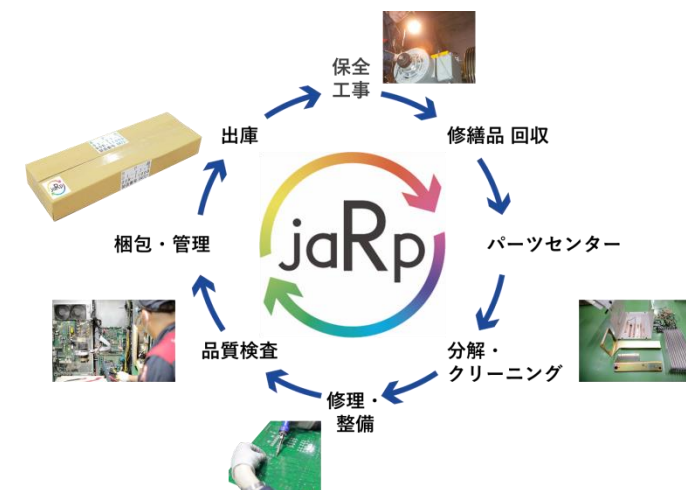 保全
工事
修繕品 回収
パーツセンター
分解・
クリーニング
修理・
整備
品質検査
梱包・管理
出庫
jaRp
jaRp